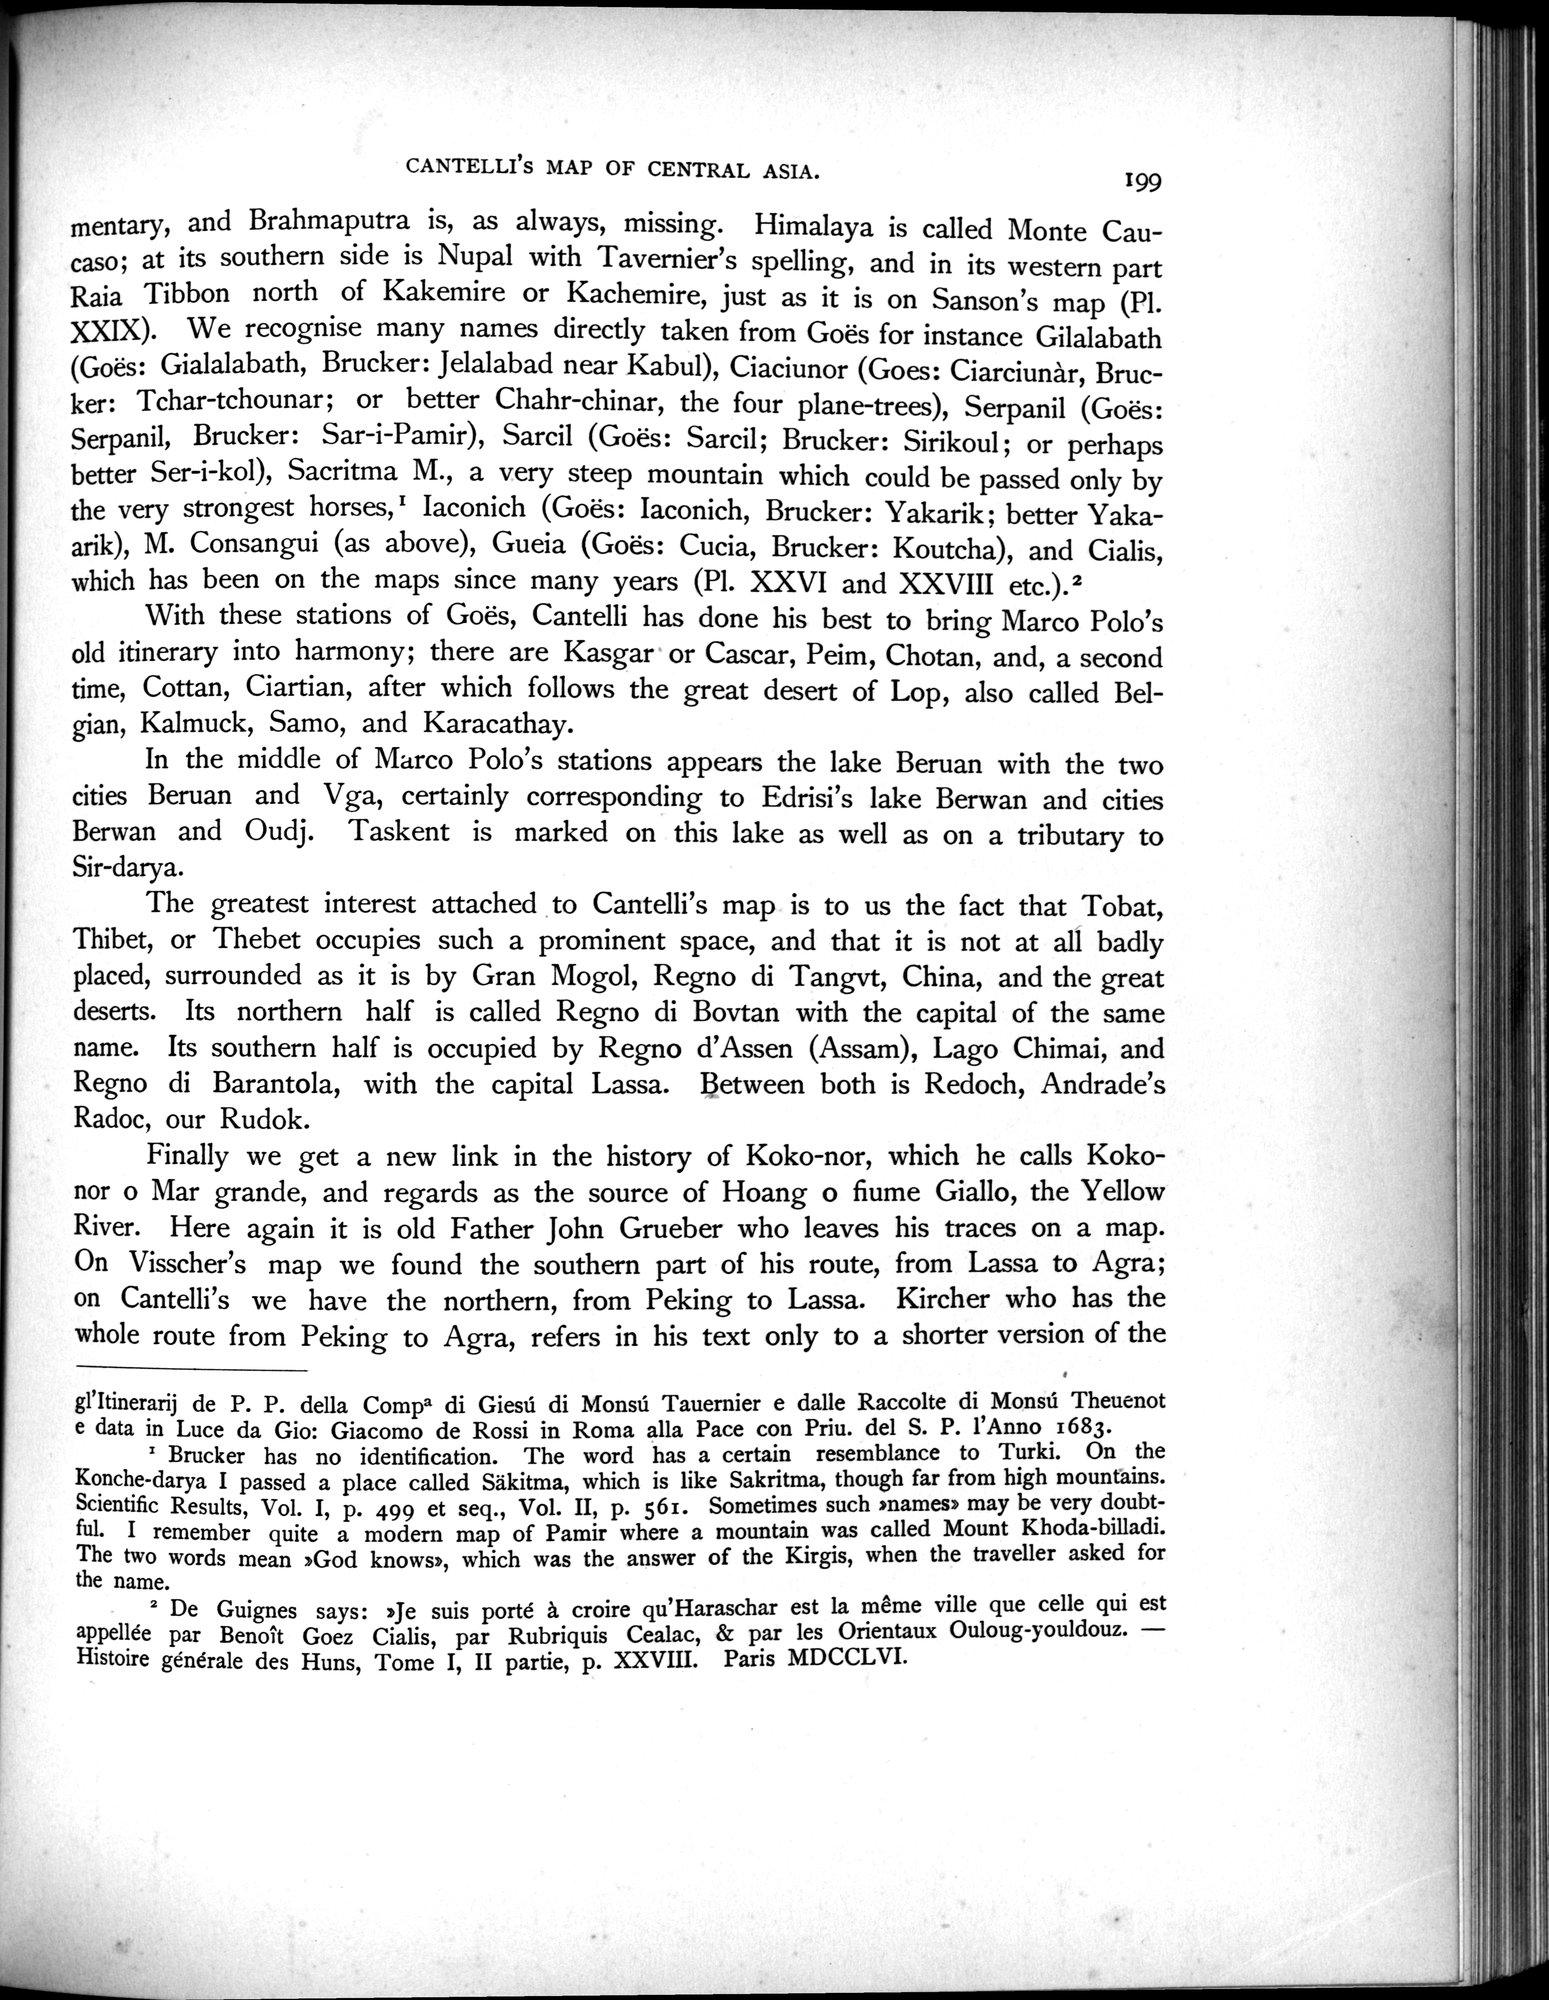 CANTELLI'S MAP OF CENTRAL ASIA.
199
mentary, and Brahmaputra is, as always, missing. Himalaya is called Monte Cau-
caso; at its southern side is Nupal with Tavernier's spelling, and in its western part
Raia Tibbon north of Kakemire or Kachemire, just as it is on Sanson's map (Pl.
XXIX). We recognise many names directly taken from Goës for instance Gilalabath
(Goës: Gialalabath, Brucker: Jelalabad near Kabul), Ciaciunor (Goes: Ciarciunàr, Bruc-
ker: Tchar-tchounar; or better Chahr-chinar, the four plane-trees), Serpanil (Goës:
Serpanil, Brucker: Sar-i-Pamir), Sarcil (Goës: Sarcil; Brucker: Sirikoul; or perhaps
better Ser-i-kol), Sacritma M., a very steep mountain which could be passed only by
the very strongest horses,¹ Iaconich (Goës: Iaconich, Brucker: Yakarik; better Yaka-
arik), M. Consangui (as above), Gueia (Goës: Cucia, Brucker: Koutcha), and Cialis,
which has been on the maps since many years (Pl. XXVI and XXVIII etc.).²
With these stations of Goës, Cantelli has done his best to bring Marco Polo's
old itinerary into harmony; there are Kasgar or Cascar, Peim, Chotan, and, a second
time, Cottan, Ciartian, after which follows the great desert of Lop, also called Bel-
gian, Kalmuck, Samo, and Karacathay.
In the middle of Marco Polo's stations appears the lake Beruan with the two
cities Beruan and Vga, certainly corresponding to Edrisi's lake Berwan and cities
Berwan and Oudj. Taskent is marked on this lake as well as on a tributary to
Sir-darya.
The greatest interest attached to Cantelli's map is to us the fact that Tobat,
Thibet, or Thebet occupies such a prominent space, and that it is not at all badly
placed, surrounded as it is by Gran Mogol, Regno di Tangvt, China, and the great
deserts. Its northern half is called Regno di Bovtan with the capital of the same
name. Its southern half is occupied by Regno d'Assen (Assam), Lago Chimai, and
Regno di Barantola, with the capital Lassa. Between both is Redoch, Andrade's
Radoc, our Rudok.
Finally we get a new link in the history of Koko-nor, which he calls Koko-
nor o Mar grande, and regards as the source of Hoang o fiume Giallo, the Yellow
River. Here again it is old Father John Grueber who leaves his traces on a map.
On Visscher's map we found the southern part of his route, from Lassa to Agra;
on Cantelli's we have the northern, from Peking to Lassa. Kircher who has the
whole route from Peking to Agra, refers in his text only to a shorter version of the
gl'Itinerarij de P. P. della Compᵃ di Giesú di Monsú Tauernier e dalle Raccolte di Monsú Theuenot
e data in Luce da Gio: Giacomo de Rossi in Roma alla Pace con Priu. del S. P. l'Anno 1683.
¹ Brucker has no identification. The word has a certain resemblance to Turki. On the
Konche-darya I passed a place called Säkitma, which is like Sakritma, though far from high mountains.
Scientific Results, Vol. I, p. 499 et seq., Vol. II, p. 561. Sometimes such »names» may be very doubt-
ful. I remember quite a modern map of Pamir where a mountain was called Mount Khoda-billadi.
The two words mean »God knows», which was the answer of the Kirgis, when the traveller asked for
the name.
² De Guignes says: »Je suis porté à croire qu'Haraschar est la même ville que celle qui est
appellée par Benoît Goez Cialis, par Rubriquis Cealac, & par les Orientaux Ouloug-youldouz. —
Histoire générale des Huns, Tome I, II partie, p. XXVIII. Paris MDCCLVI.